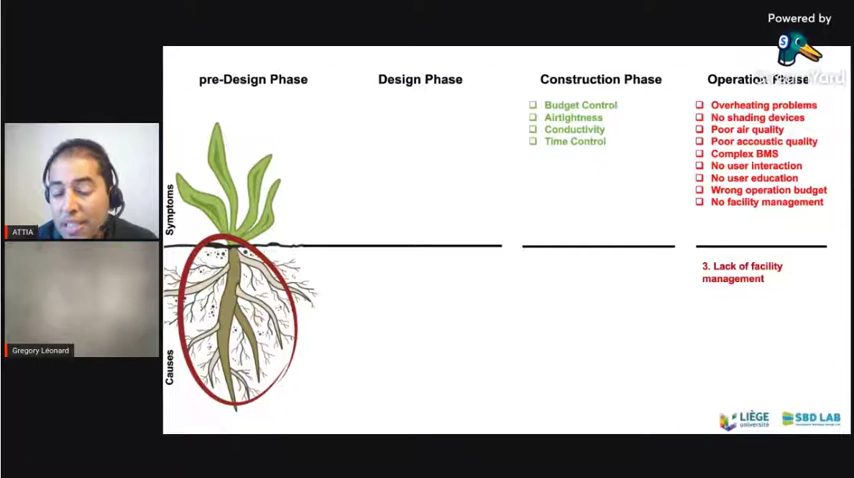 Powered by
pre-Design Phase
Design Phase
Construction Phase
Operation Phase
Budget Control
Airtightness
Conductivity
Time Control
Overheating problems
No shading devices
Poor air quality
Poor accoustic quality
Complex BMS
No user interaction
No user education
Wrong operation budget
No facility management
Symptoms
Causes
3. Lack of facility
management
ATTIA
Gregory Léonard
LIÈGE
université
SBD LAB